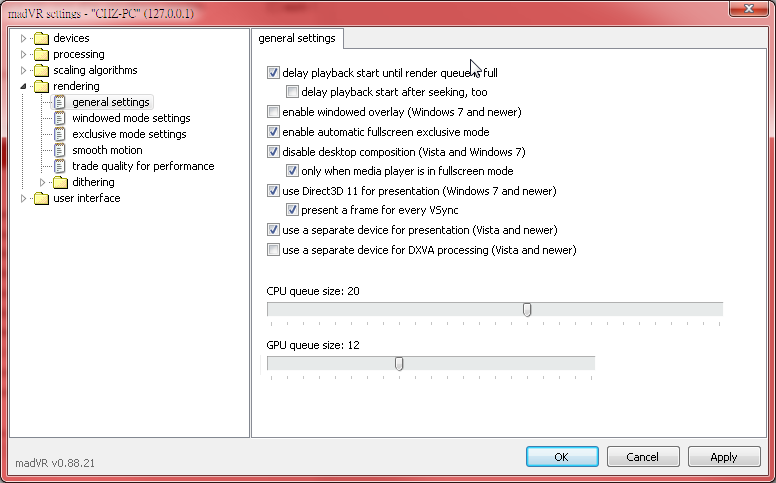 madVR settings - "CHZ-PC" (127.0.0.1)
devices
processing
scaling algorithms
rendering
general settings
windowed mode settings
exclusive mode settings
smooth motion
trade quality for performance
dithering
user interface
madVR v0.88.21
general settings
delay playback start until render queue is full
delay playback start after seeking, too
enable windowed overlay (Windows 7 and newer)
enable automatic fullscreen exclusive mode
disable desktop composition (Vista and Windows 7)
only when media player is in fullscreen mode
use Direct3D 11 for presentation (Windows 7 and newer)
present a frame for every VSync
use a separate device for presentation (Vista and newer)
use a separate device for DXVA processing (Vista and newer)
CPU queue size: 20
GPU queue size: 12
OK
Cancel
Apply